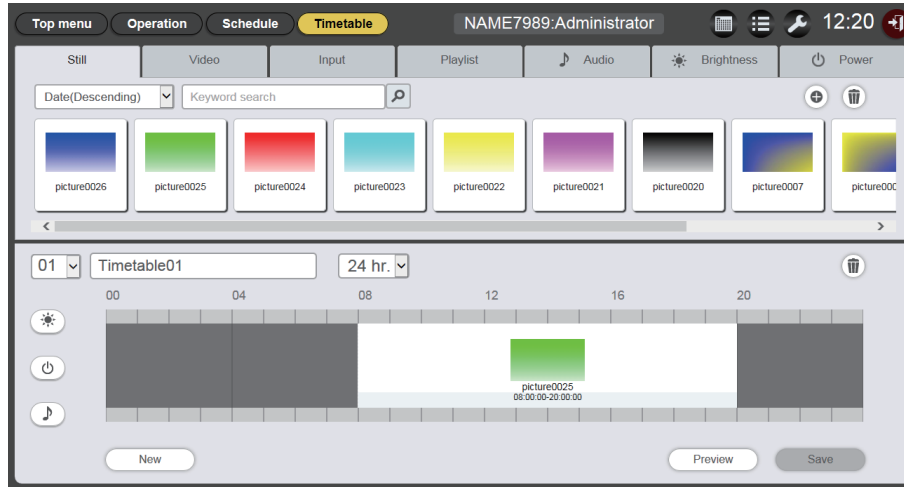 Top menu Operation Schedule Timetable NAME7989:Administrator 12:20
Still Video Input Playlist Audio Brightness Power
Date(Descending) Keyword search
picture0026 picture0025 picture0024 picture0023 picture0022 picture0021 picture0020 picture0007 picture000
01 Timetable01 24 hr.
00 04 08 12 16 20
picture0025
08:00:00-20:00:00
New Preview Save